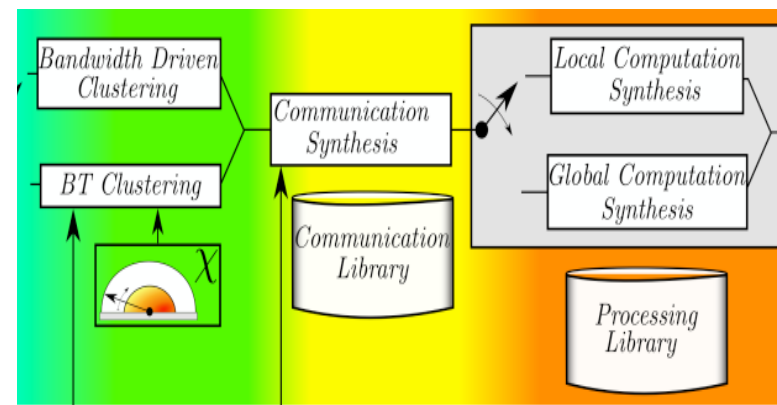 Bandwidth Driven
Clustering
BT Clustering
χ
Communication
Synthesis
Communication
Library
Local Computation
Synthesis
Global Computation
Synthesis
Processing
Library